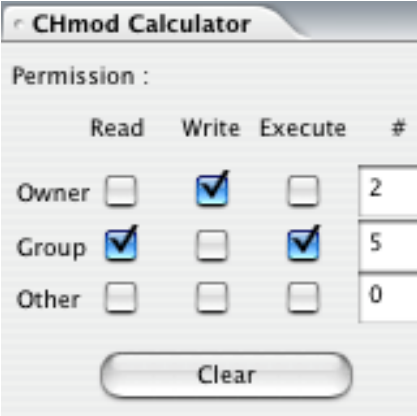 CHmod Calculator
Permission :
Read Write Execute #
Owner 2
Group 5
Other 0
Clear